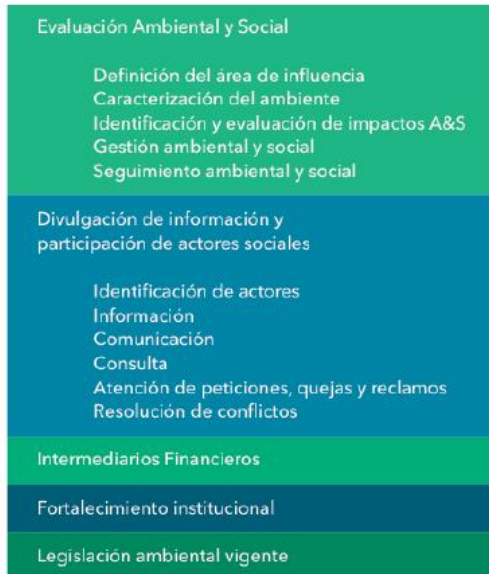 Evaluación Ambiental y Social
Definición del área de influencia
Caracterización del ambiente
Identificación y evaluación de impactos A&S
Gestión ambiental y social
Seguimiento ambiental y social
Divulgación de información y
participación de actores sociales
Identificación de actores
Información
Comunicación
Consulta
Atención de peticiones, quejas y reclamos
Resolución de conflictos
Intermediarios Financieros
Fortalecimiento institucional
Legislación ambiental vigente